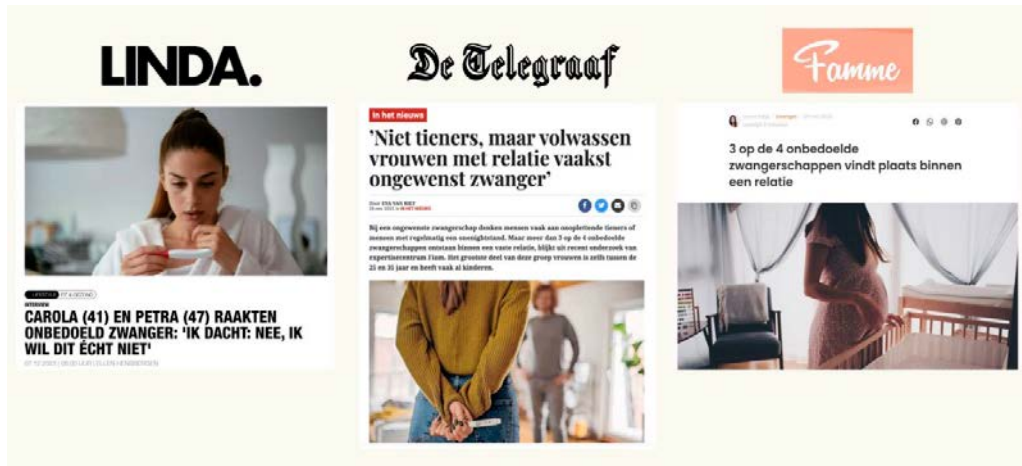 LINDA.
CAROLA (41) EN PETRA (47) RAAKTEN
ONBEDOELD ZWANGER: 'IK DACHT: NEE, IK
WIL DIT ÉCHT NIET'
De Telegraaf
In het nieuws
'Niet tieners, maar volwassen
vrouwen met relatie vaakst
ongewenst zwanger'
Bij een ongewenste zwangerschap denken mensen vaak aan onoplettende tieners of
mensen met regelmatig een onenightstand. Maar meer dan 3 op de 4 onbedoelde
zwangerschappen ontstaan binnen een vaste relatie, blijkt uit recent onderzoek van
expertisecentrum Fiom. Het grootste deel van deze groep vrouwen is zelfs tussen de
25 en 35 jaar en heeft vaak al kinderen.
Famme
3 op de 4 onbedoelde
zwangerschappen vindt plaats binnen
een relatie